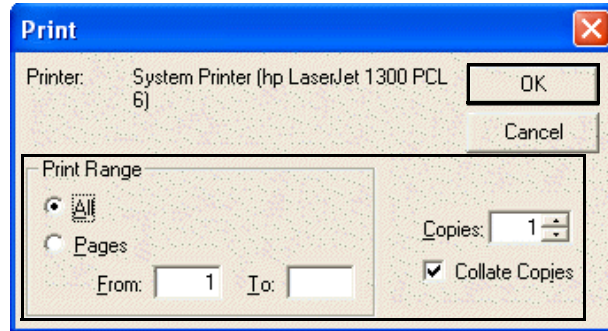 Print
Printer: System Printer (hp LaserJet 1300 PCL 6)
OK
Cancel
Print Range
All
Pages
From: 1 To:
Copies: 1
Collate Copies